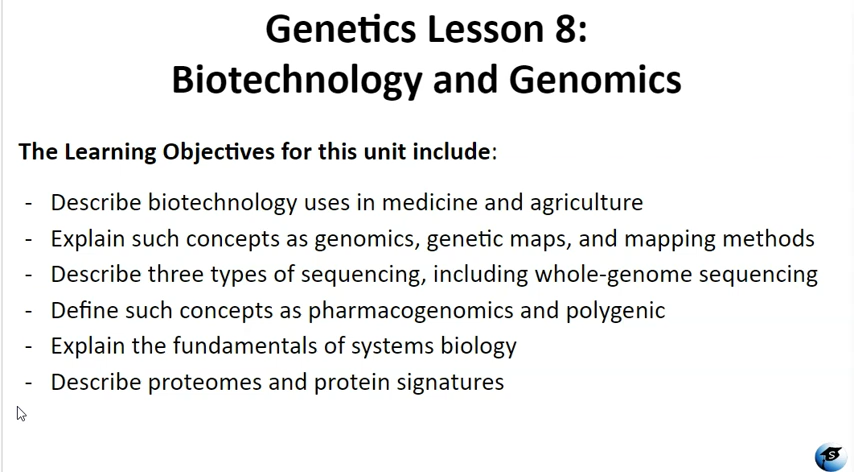 Genetics Lesson 8:
Biotechnology and Genomics
The Learning Objectives for this unit include:
- Describe biotechnology uses in medicine and agriculture
- Explain such concepts as genomics, genetic maps, and mapping methods
- Describe three types of sequencing, including whole-genome sequencing
- Define such concepts as pharmacogenomics and polygenic
- Explain the fundamentals of systems biology
- Describe proteomes and protein signatures
S